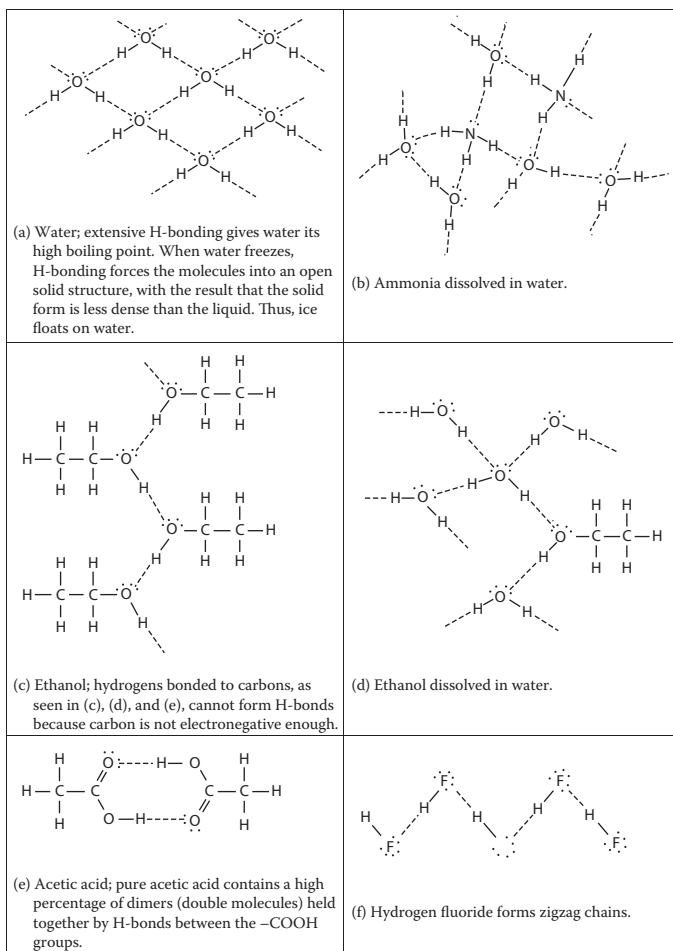 O O
H H H H
O O
H H H H
O O
H H H H
O
H H
(a) Water; extensive H-bonding gives water its
high boiling point. When water freezes,
H-bonding forces the molecules into an open
solid structure, with the result that the solid
form is less dense than the liquid. Thus, ice
floats on water.
O H
H H N
H H
O H N H
H H O H O H
H H
O H
H
(b) Ammonia dissolved in water.
H H
O C C H
H H H
H H
H C C O
H H H
H H
O C C H
H H H
H H
H C C O
H H H
(c) Ethanol; hydrogens bonded to carbons, as
seen in (c), (d), and (e), cannot form H-bonds
because carbon is not electronegative enough.
H O O
H H H
O
H O H H
H H H
O C C H
H H H
O
H H
(d) Ethanol dissolved in water.
H O H O H
H C C C C H
H O H O H
(e) Acetic acid; pure acetic acid contains a high
percentage of dimers (double molecules) held
together by H-bonds between the –COOH
groups.
F F
H H H H H
F F
(f) Hydrogen fluoride forms zigzag chains.